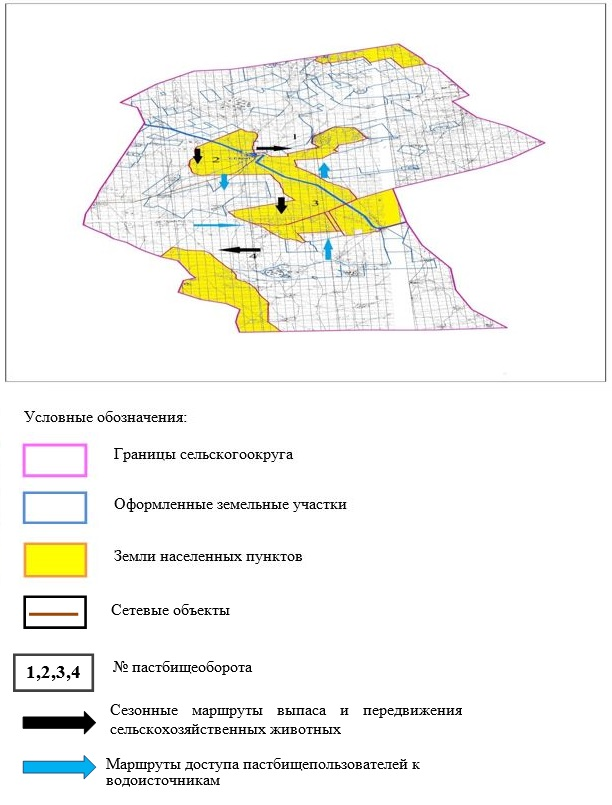 1
2
3
4
Условные обозначения:
Границы сельскогоокруга
Оформленные земельные участки
Земли населенных пунктов
Сетевые объекты
1,2,3,4
№ пастбищеоборота
Сезонные маршруты выпаса и передвижения
сельскохозяйственных животных
Маршруты доступа пастбищепользователей к
водоисточникам